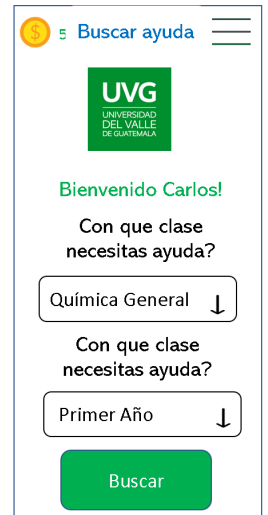 $ 5 Buscar ayuda
UVG
UNIVERSIDAD
DEL VALLE
DE GUATEMALA
Bienvenido Carlos!
Con que clase
necesitas ayuda?
Química General
Con que clase
necesitas ayuda?
Primer Año
Buscar